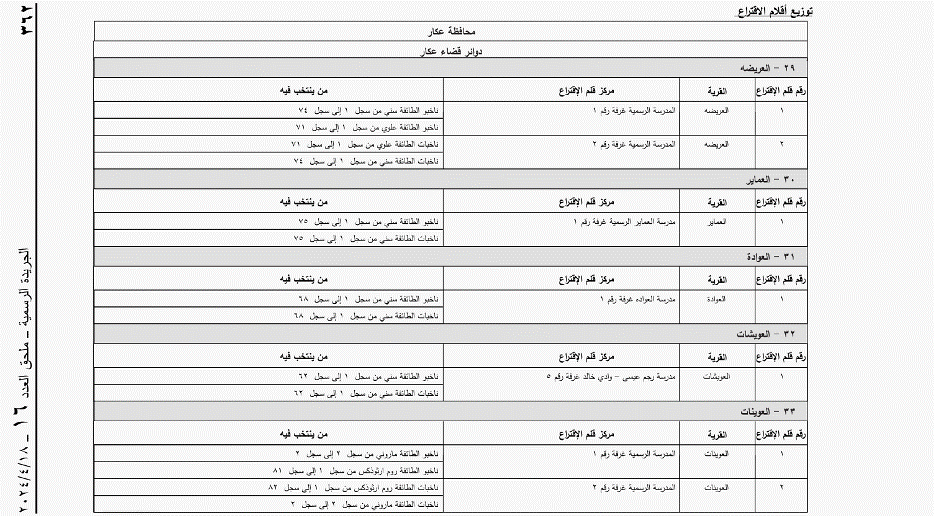 توزيع أقلام الاقتراع
٣٦٢
محافظة عكار
دوائر قضاء عكار
٢٩ - العريضه
رقم قلم الإقتراع القرية مركز قلم الإقتراع من ينتخب فيه
١ العريضه المدرسة الرسمية غرفة رقم ١ ناخبو الطائفة سني من سجل ١ إلى سجل ٧٤
ناخبو الطائفة علوي من سجل ١ إلى سجل ٧١
٢ العريضه المدرسة الرسمية غرفة رقم ٢ ناخبات الطائفة علوي من سجل ١ إلى سجل ٧١
ناخبات الطائفة سني من سجل ١ إلى سجل ٧٤
٣٠ - العماير
رقم قلم الإقتراع القرية مركز قلم الإقتراع من ينتخب فيه
١ العماير مدرسة العماير الرسمية غرفة رقم ١ ناخبو الطائفة سني من سجل ١ إلى سجل ٧٥
ناخبات الطائفة سني من سجل ١ إلى سجل ٧٥
٣١ - العوادة
رقم قلم الإقتراع القرية مركز قلم الإقتراع من ينتخب فيه
١ العوادة مدرسة العواده غرفة رقم ١ ناخبو الطائفة سني من سجل ١ إلى سجل ٦٨
ناخبات الطائفة سني من سجل ١ إلى سجل ٦٨
٣٢ - العويشات
رقم قلم الإقتراع القرية مركز قلم الإقتراع من ينتخب فيه
١ العويشات مدرسة رجم عيسى - وادي خالد غرفة رقم ٥ ناخبو الطائفة سني من سجل ١ إلى سجل ٦٢
ناخبات الطائفة سني من سجل ١ إلى سجل ٦٢
٣٣ - العوينات
رقم قلم الإقتراع القرية مركز قلم الإقتراع من ينتخب فيه
١ العوينات المدرسة الرسمية غرفة رقم ١ ناخبو الطائفة ماروني من سجل ٢ إلى سجل ٢
ناخبو الطائفة روم ارثوذكس من سجل ١ إلى سجل ٨١
٢ العوينات المدرسة الرسمية غرفة رقم ٢ ناخبات الطائفة روم ارثوذكس من سجل ١ إلى سجل ٨٢
ناخبات الطائفة ماروني من سجل ٢ إلى سجل ٢
الجريدة الرسمية ـ ملحق العدد ١٦ ـ ٢٠٢٤/٤/١٨